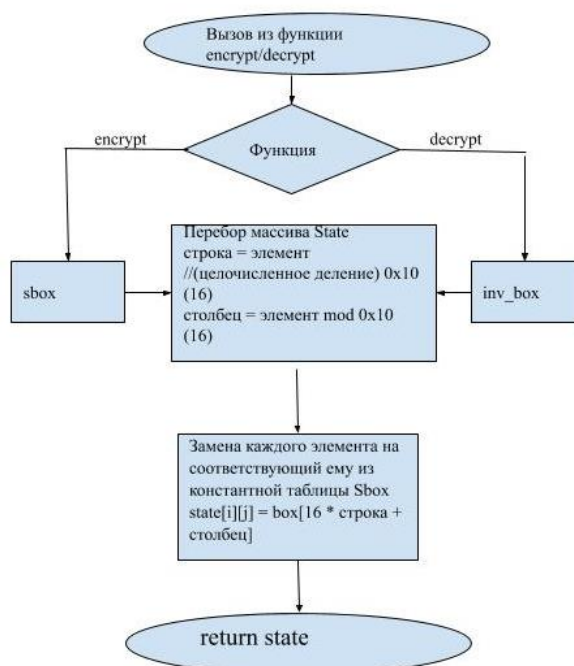 Вызов из функции
encrypt/decrypt
encrypt
decrypt
Функция
Перебор массива State
строка = элемент
//(целочисленное деление) 0x10
(16)
столбец = элемент mod 0x10
(16)
sbox
inv_box
Замена каждого элемента на
соответствующий ему из
константной таблицы Sbox
state[i][j] = box[16 * строка +
столбец]
return state